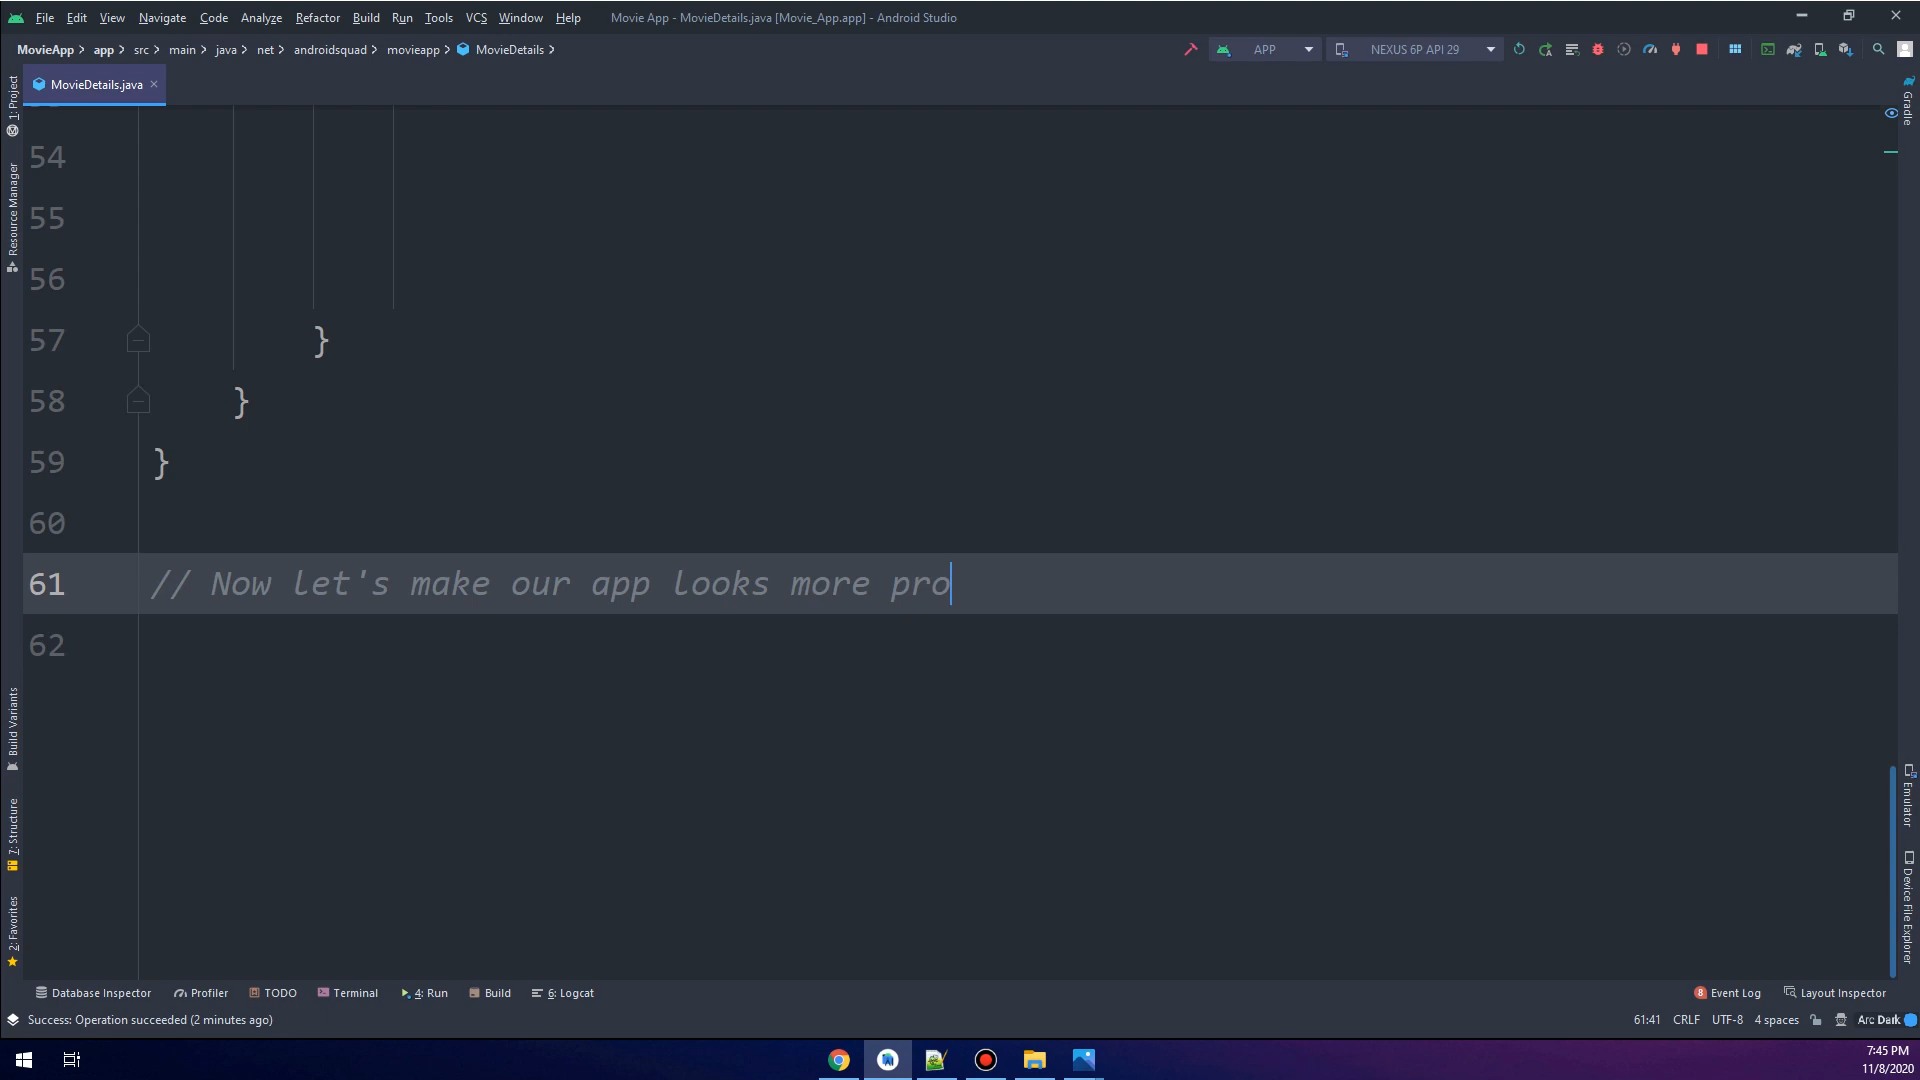 File Edit View Navigate Code Analyze Refactor Build Run Tools VCS Window Help Movie App - MovieDetails.java [Movie_App.app] - Android Studio
MovieApp app src main java net androidsquad movieapp MovieDetails APP NEXUS 6P API 29
MovieDetails.java
1: Project
Resource Manager
Build Variants
7: Structure
2: Favorites
54
55
56
57 }
58 }
59 }
60
61 // Now let's make our app looks more pro
62
Gradle
Emulator
Device File Explorer
Database Inspector Profiler TODO Terminal 4: Run Build 6: Logcat 8 Event Log Layout Inspector
Success: Operation succeeded (2 minutes ago) 61:41 CRLF UTF-8 4 spaces Arc Dark
7:45 PM
11/8/2020